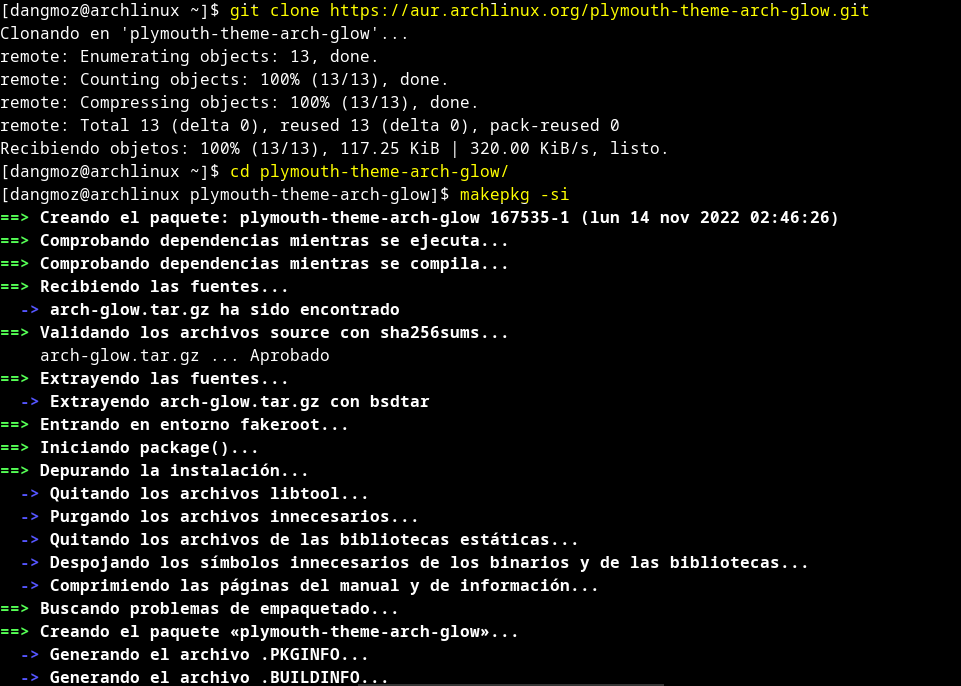 [dangmoz@archlinux ~]$ git clone https://aur.archlinux.org/plymouth-theme-arch-glow.git
Clonando en 'plymouth-theme-arch-glow'...
remote: Enumerating objects: 13, done.
remote: Counting objects: 100% (13/13), done.
remote: Compressing objects: 100% (13/13), done.
remote: Total 13 (delta 0), reused 13 (delta 0), pack-reused 0
Recibiendo objetos: 100% (13/13), 117.25 KiB | 320.00 KiB/s, listo.
[dangmoz@archlinux ~]$ cd plymouth-theme-arch-glow/
[dangmoz@archlinux plymouth-theme-arch-glow]$ makepkg -si
==> Creando el paquete: plymouth-theme-arch-glow 167535-1 (lun 14 nov 2022 02:46:26)
==> Comprobando dependencias mientras se ejecuta...
==> Comprobando dependencias mientras se compila...
==> Recibiendo las fuentes...
  -> arch-glow.tar.gz ha sido encontrado
==> Validando los archivos source con sha256sums...
    arch-glow.tar.gz ... Aprobado
==> Extrayendo las fuentes...
  -> Extrayendo arch-glow.tar.gz con bsdtar
==> Entrando en entorno fakeroot...
==> Iniciando package()...
==> Depurando la instalación...
  -> Quitando los archivos libtool...
  -> Purgando los archivos innecesarios...
  -> Quitando los archivos de las bibliotecas estáticas...
  -> Despojando los símbolos innecesarios de los binarios y de las bibliotecas...
  -> Comprimiendo las páginas del manual y de información...
==> Buscando problemas de empaquetado...
==> Creando el paquete «plymouth-theme-arch-glow»...
  -> Generando el archivo .PKGINFO...
  -> Generando el archivo .BUILDINFO...